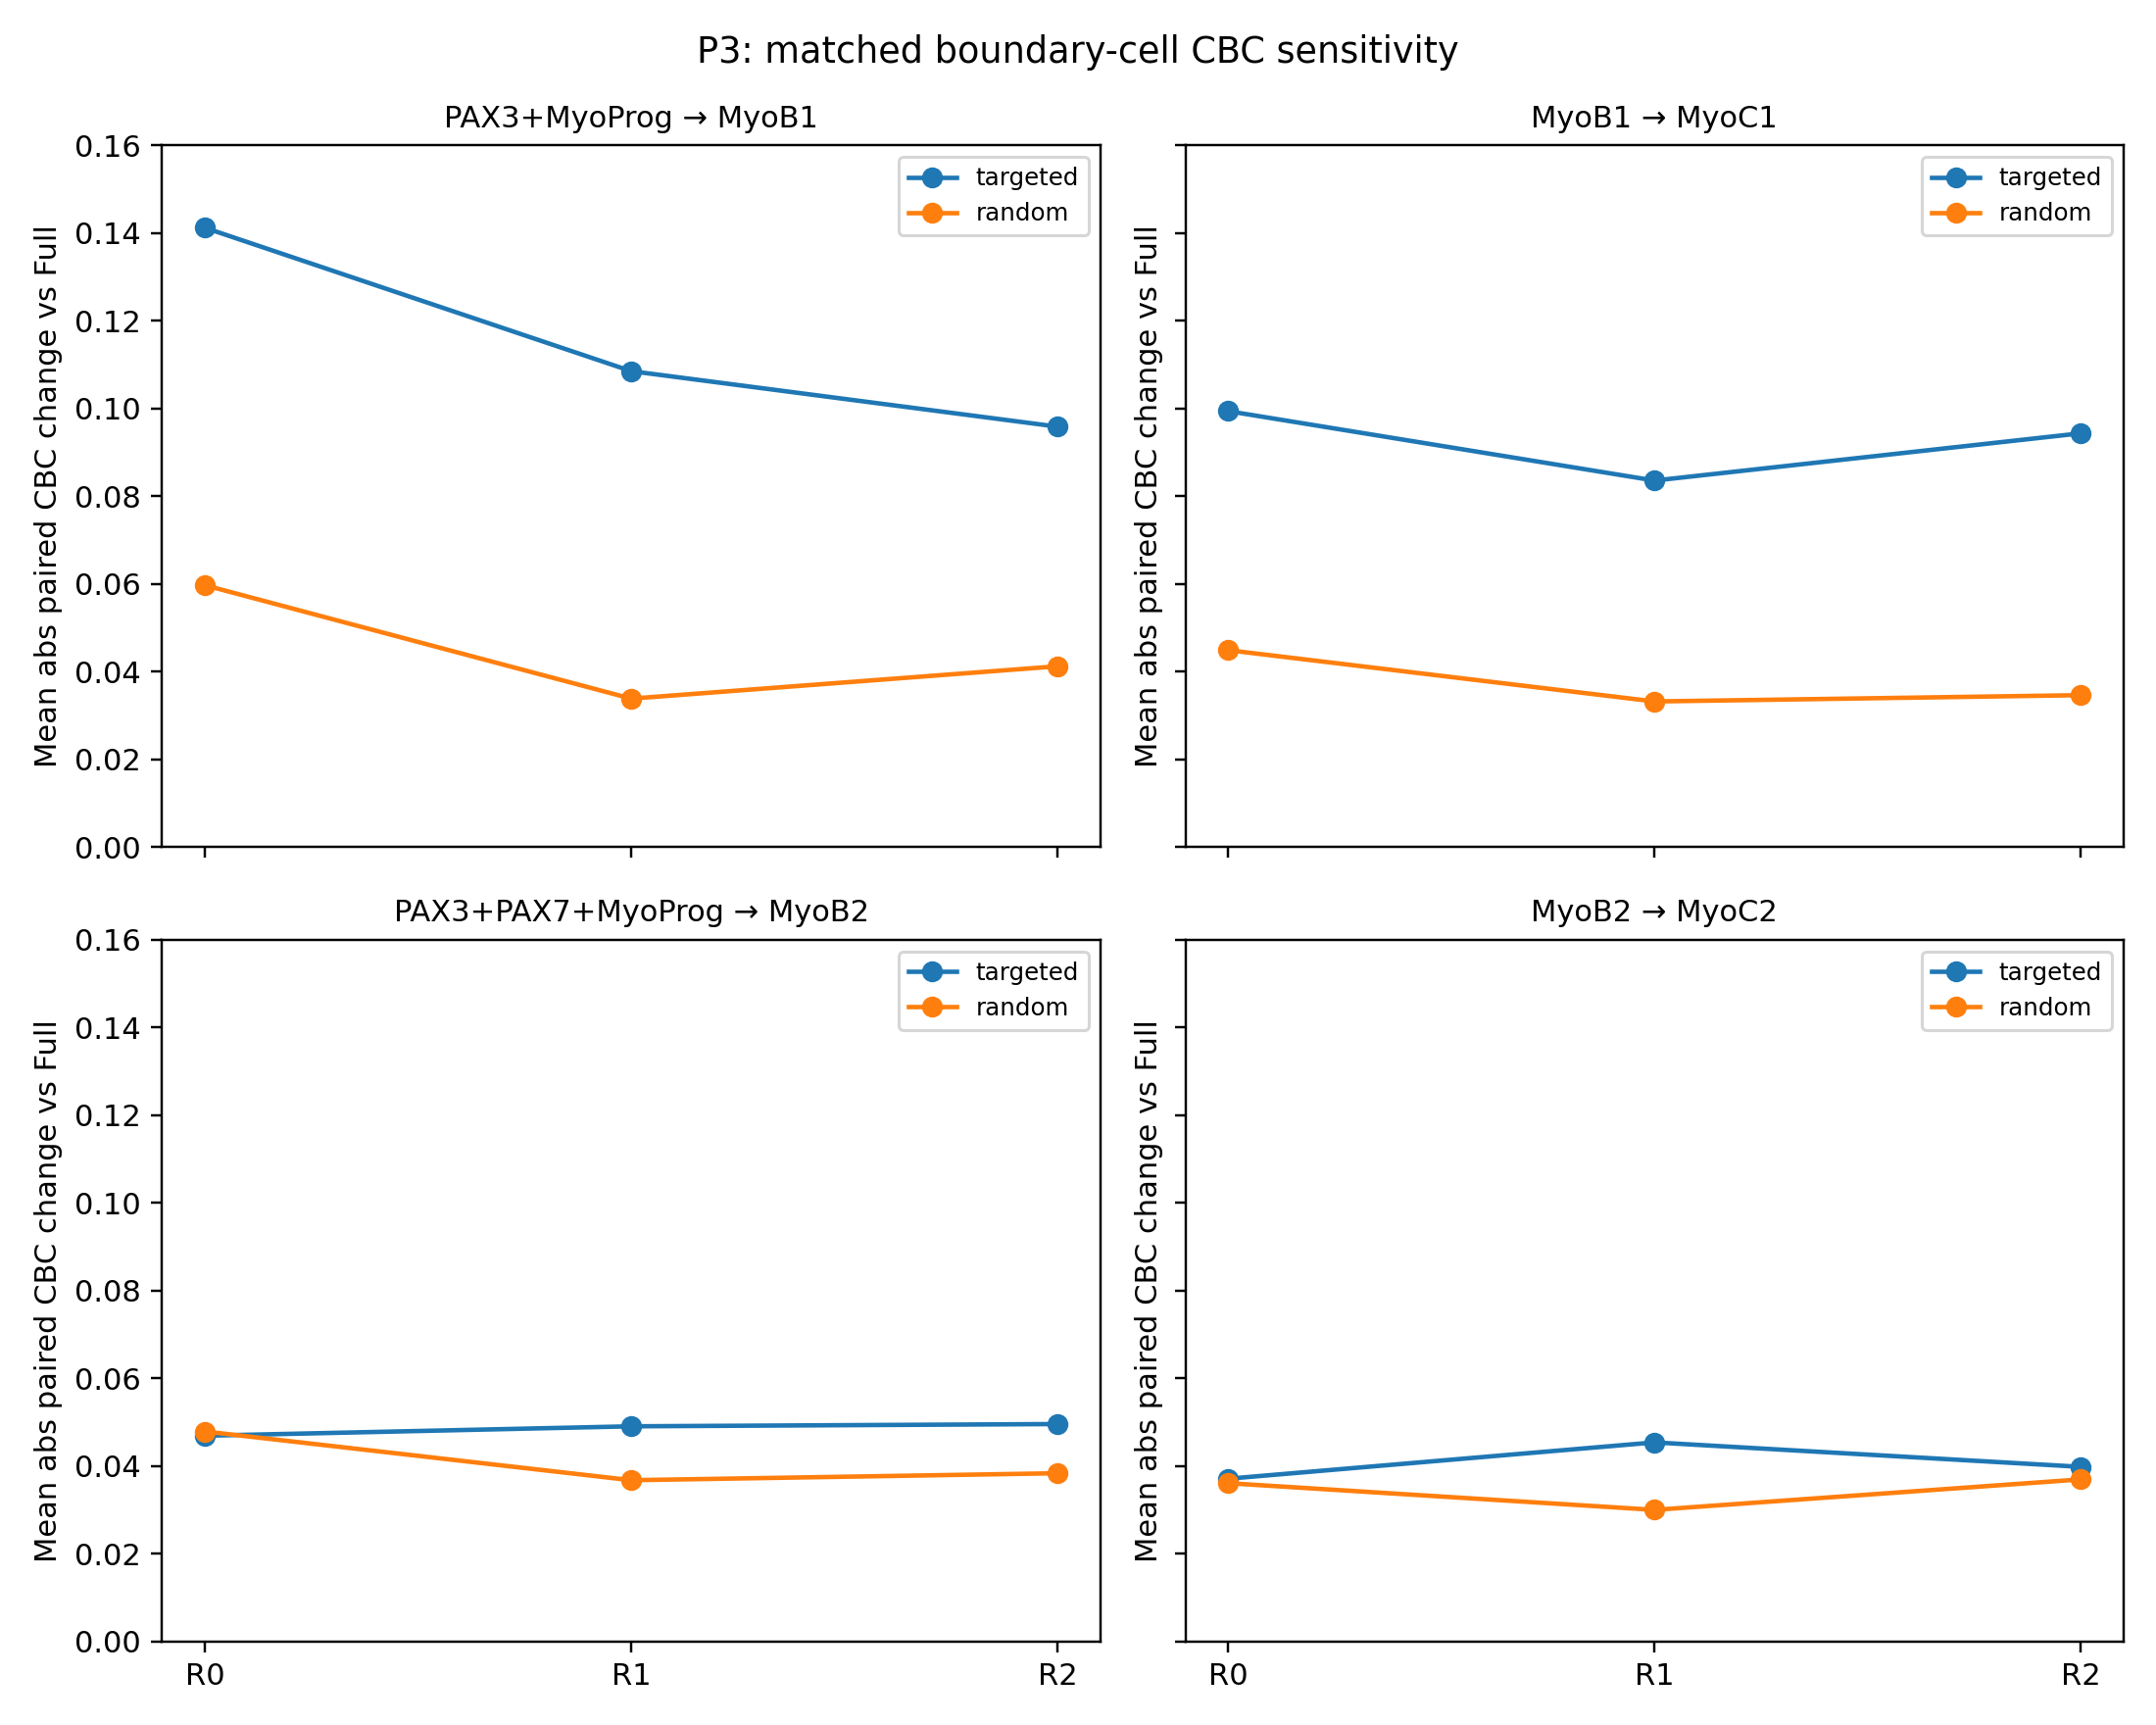 P3: matched boundary-cell CBC sensitivity
PAX3+MyoProg → MyoB1
Mean abs paired CBC change vs Full
0.16
0.14
0.12
0.10
0.08
0.06
0.04
0.02
0.00
targeted
random
MyoB1 → MyoC1
Mean abs paired CBC change vs Full
targeted
random
PAX3+PAX7+MyoProg → MyoB2
Mean abs paired CBC change vs Full
0.16
0.14
0.12
0.10
0.08
0.06
0.04
0.02
0.00
targeted
random
R0 R1 R2
MyoB2 → MyoC2
Mean abs paired CBC change vs Full
targeted
random
R0 R1 R2